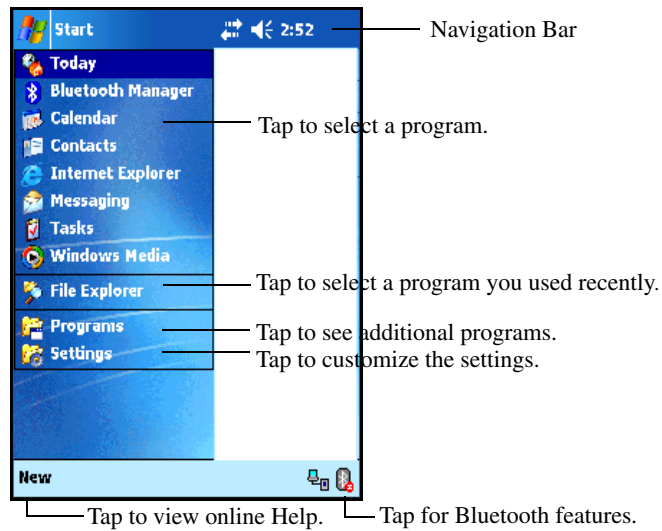 Start 2:52 Navigation Bar
Today
Bluetooth Manager
Calendar Tap to select a program.
Contacts
Internet Explorer
Messaging
Tasks
Windows Media
File Explorer Tap to select a program you used recently.
Programs Tap to see additional programs.
Settings Tap to customize the settings.
New
Tap to view online Help. Tap for Bluetooth features.